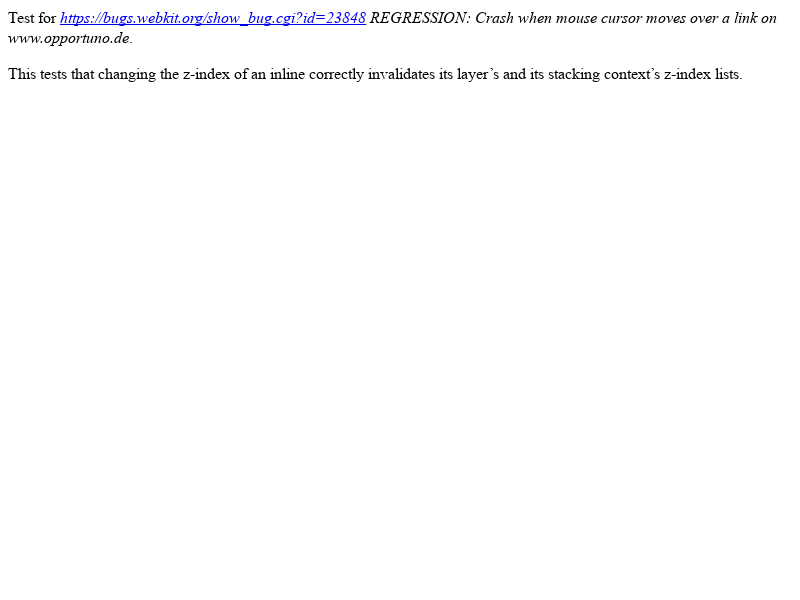 Test for https://bugs.webkit.org/show_bug.cgi?id=23848 REGRESSION: Crash when mouse cursor moves over a link on
www.opportuno.de.
This tests that changing the z-index of an inline correctly invalidates its layer’s and its stacking context’s z-index lists.